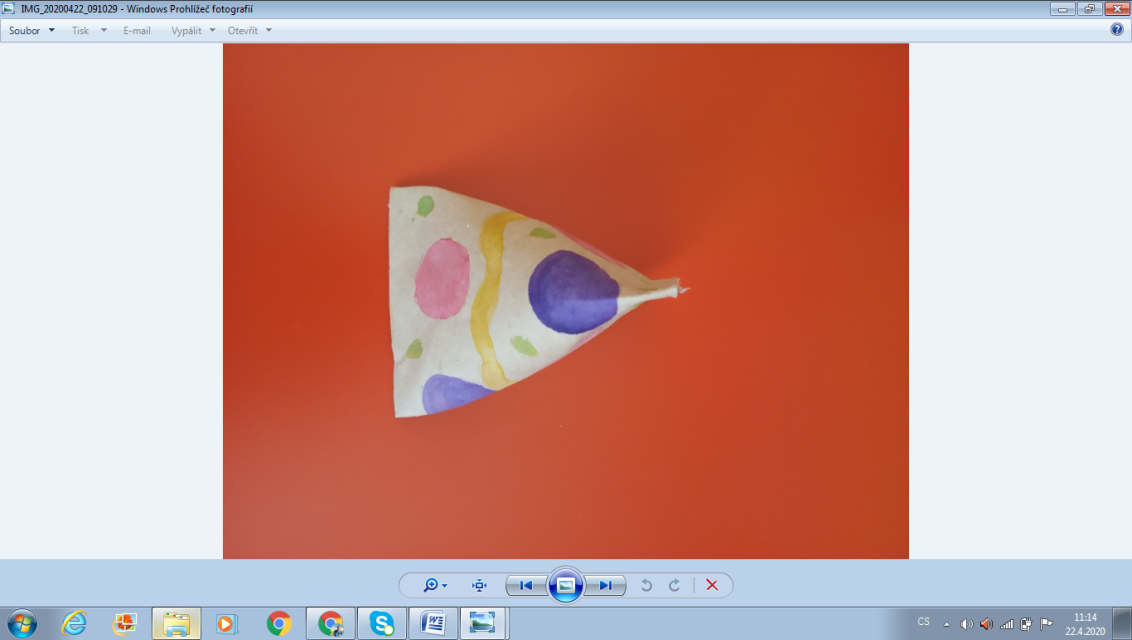 IMG_20200422_091029 - Windows Prohlížeč fotografií
Soubor Tisk E-mail Vypálit Otevřít
CS
11:14
22.4.2020